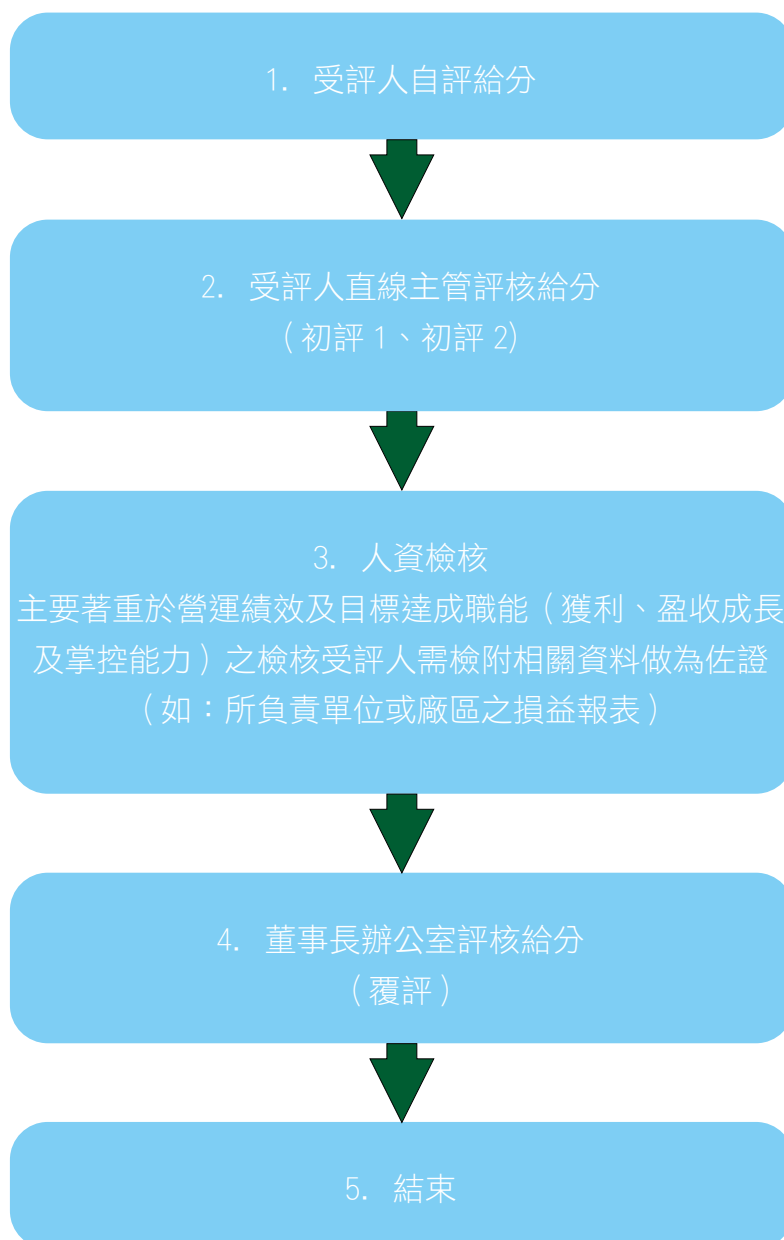 1. 受評人自評給分
2. 受評人直線主管評核給分
(初評 1、初評 2)
3. 人資檢核
主要著重於營運績效及目標達成職能(獲利、盈收成長
及掌控能力)之檢核受評人需檢附相關資料做為佐證
(如：所負責單位或廠區之損益報表)
4. 董事長辦公室評核給分
(覆評)
5. 結束